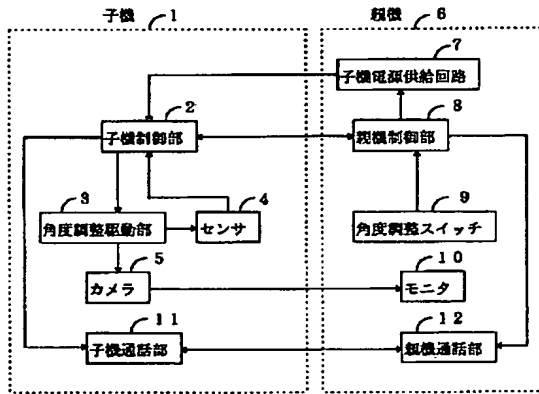 子機 1
親機 6
7
子機電源供給回路
2
子機制御部
8
親機制御部
3
角度調整駆動部
4
センサ
9
角度調整スイッチ
5
カメラ
10
モニタ
11
子機通話部
12
親機通話部